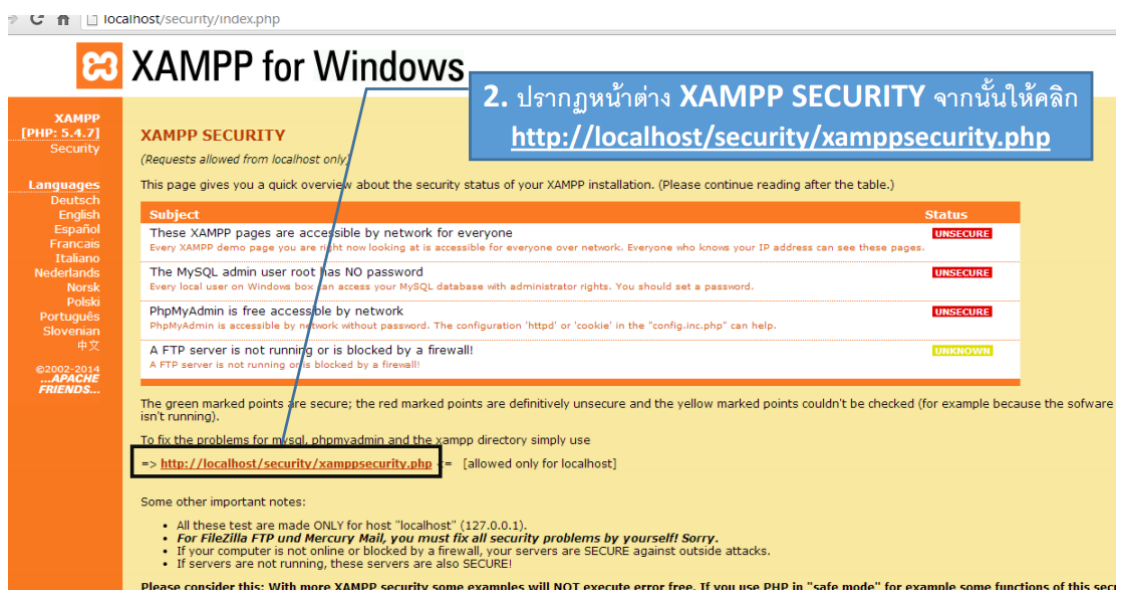 localhost/security/index.php
XAMPP for Windows
2. ปรากฏหน้าต่าง XAMPP SECURITY จากนั้นให้คลิก
http://localhost/security/xamppsecurity.php
XAMPP
[PHP: 5.4.7]
Security
Languages
Deutsch
English
Español
Francais
Italiano
Nederlands
Norsk
Polski
Português
Slovenian
中文
©2002-2014
...APACHE
FRIENDS...
XAMPP SECURITY
(Requests allowed from localhost only)
This page gives you a quick overview about the security status of your XAMPP installation. (Please continue reading after the table.)
Subject Status
These XAMPP pages are accessible by network for everyone UNSECURE
Every XAMPP demo page you are right now looking at is accessible for everyone over network. Everyone who knows your IP address can see these pages.
The MySQL admin user root has NO password UNSECURE
Every local user on Windows box can access your MySQL database with administrator rights. You should set a password.
PhpMyAdmin is free accessible by network UNSECURE
PhpMyAdmin is accessible by network without password. The configuration 'httpd' or 'cookie' in the "config.inc.php" can help.
A FTP server is not running or is blocked by a firewall! UNKNOWN
A FTP server is not running or is blocked by a firewall!
The green marked points are secure; the red marked points are definitively unsecure and the yellow marked points couldn't be checked (for example because the sofware
isn't running).
To fix the problems for mysql, phpmyadmin and the xampp directory simply use
=> http://localhost/security/xamppsecurity.php <= [allowed only for localhost]
Some other important notes:
• All these test are made ONLY for host "localhost" (127.0.0.1).
• For FileZilla FTP und Mercury Mail, you must fix all security problems by yourself! Sorry.
• If your computer is not online or blocked by a firewall, your servers are SECURE against outside attacks.
• If servers are not running, these servers are also SECURE!
Please consider this: With more XAMPP security some examples will NOT execute error free. If you use PHP in "safe mode" for example some functions of this